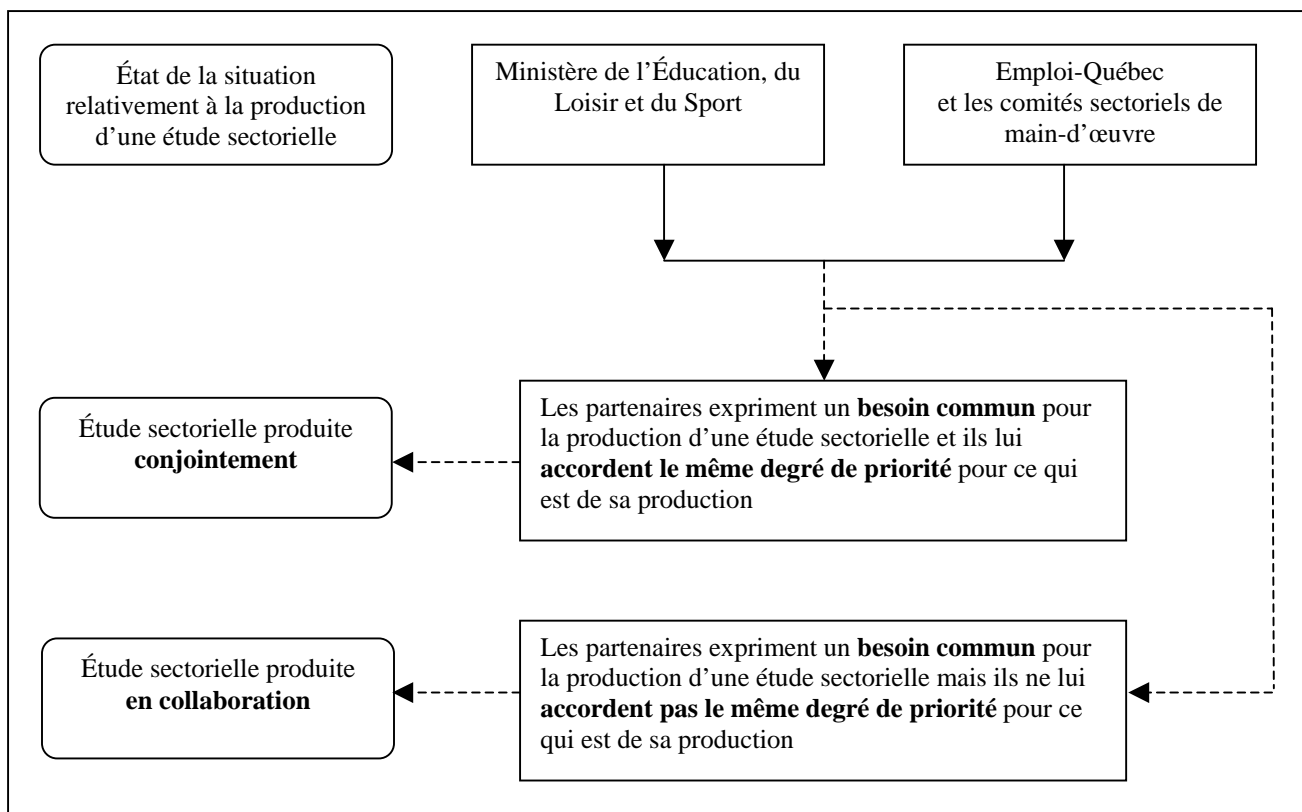 État de la situation
relativement à la production
d’une étude sectorielle
Ministère de l’Éducation, du
Loisir et du Sport
Emploi-Québec
et les comités sectoriels de
main-d’œuvre
Étude sectorielle produite
conjointement
Les partenaires expriment un besoin commun pour
la production d’une étude sectorielle et ils lui
accordent le même degré de priorité pour ce qui
est de sa production
Étude sectorielle produite
en collaboration
Les partenaires expriment un besoin commun pour
la production d’une étude sectorielle mais ils ne lui
accordent pas le même degré de priorité pour ce
qui est de sa production